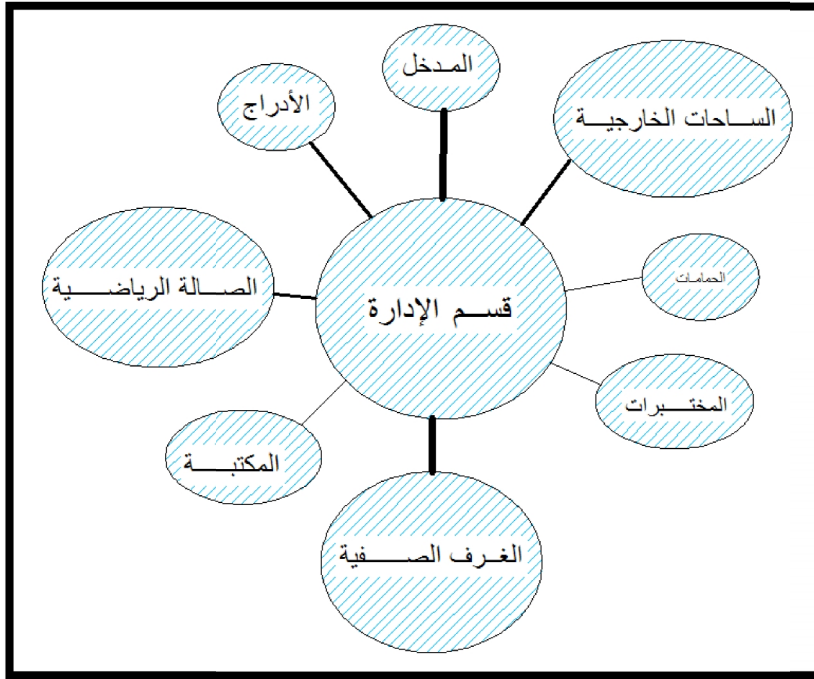 المدخل
الأدراج
الساحات الخارجية
الصالة الرياضية
قسم الإدارة
الحمامات
المختبرات
المكتبة
الغرف الصفية